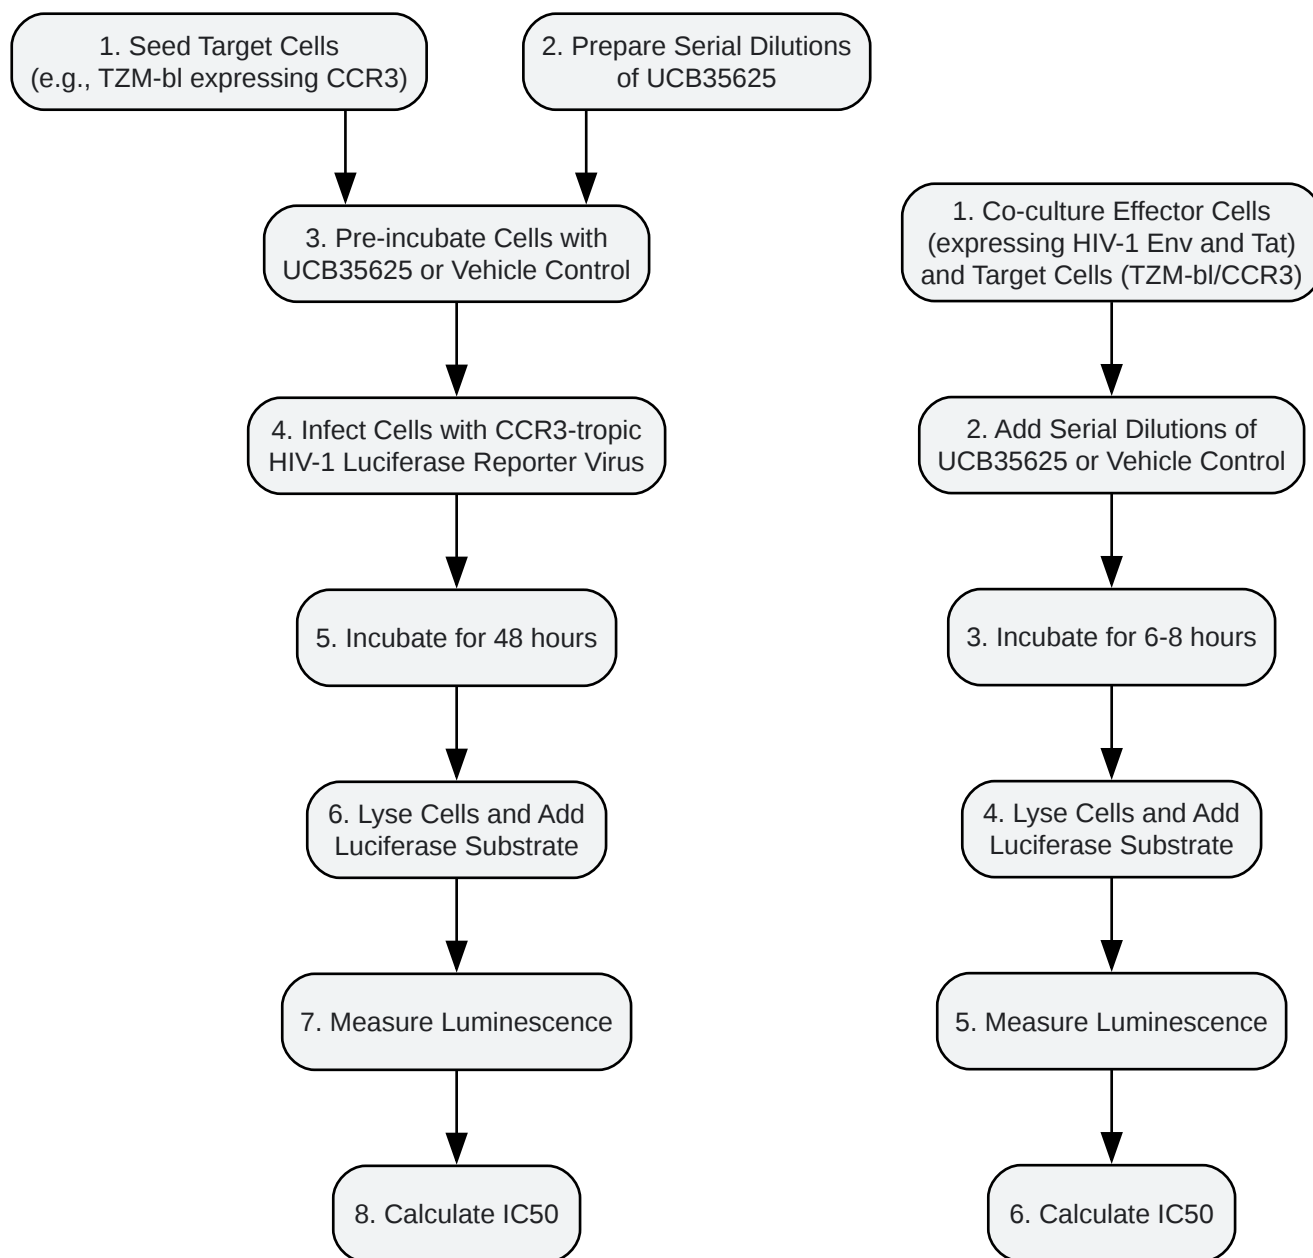 1. Seed Target Cells
(e.g., TZM-bl expressing CCR3)
2. Prepare Serial Dilutions
of UCB35625
3. Pre-incubate Cells with
UCB35625 or Vehicle Control
4. Infect Cells with CCR3-tropic
HIV-1 Luciferase Reporter Virus
5. Incubate for 48 hours
6. Lyse Cells and Add
Luciferase Substrate
7. Measure Luminescence
8. Calculate IC50
1. Co-culture Effector Cells
(expressing HIV-1 Env and Tat)
and Target Cells (TZM-bl/CCR3)
2. Add Serial Dilutions of
UCB35625 or Vehicle Control
3. Incubate for 6-8 hours
4. Lyse Cells and Add
Luciferase Substrate
5. Measure Luminescence
6. Calculate IC50